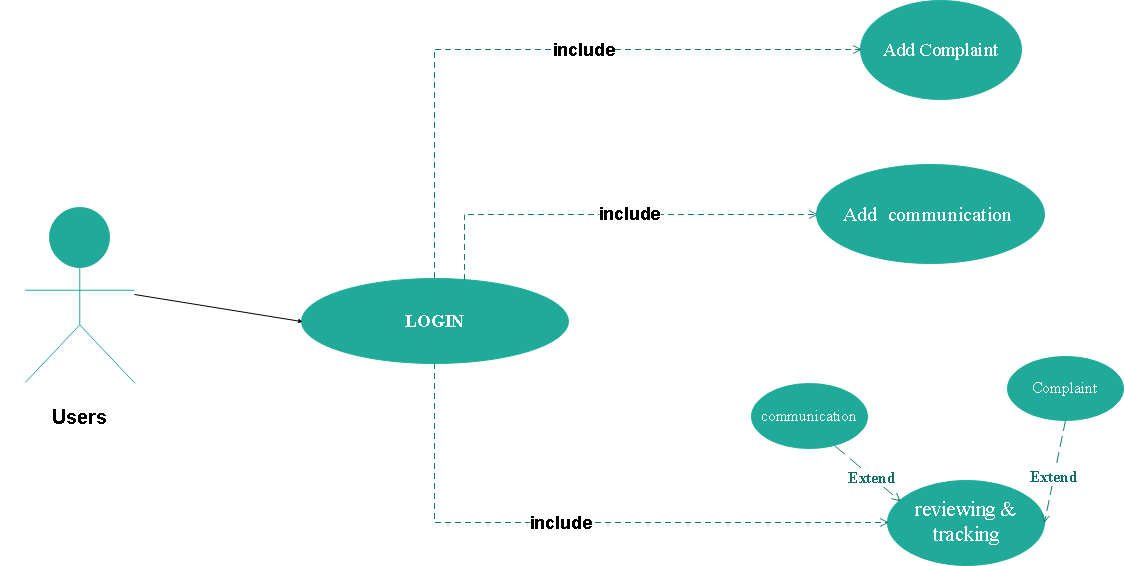 include
Add Complaint
include
Add communication
LOGIN
Users
communication
Complaint
Extend
Extend
include
reviewing &
tracking